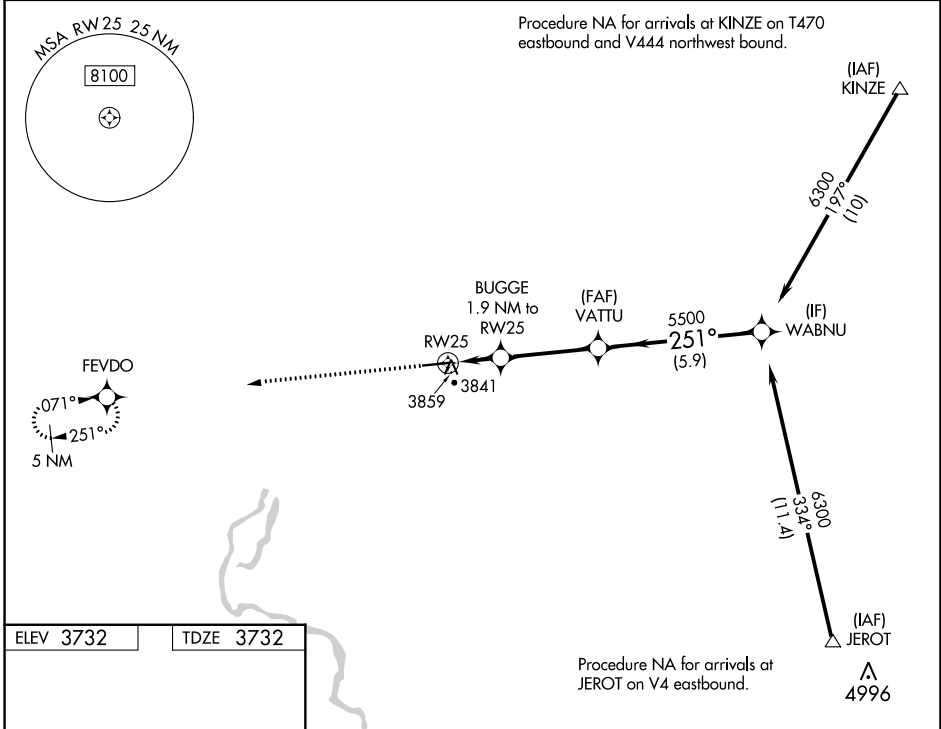 MSA RW25 25 NM
8100
Procedure NA for arrivals at KINZE on T470
eastbound and V444 northwest bound.
(IAF)
KINZE
6300
197°
(10)
BUGGE
1.9 NM to
RW25
(FAF)
VATTU
5500
251°
(5.9)
(IF)
WABNU
RW25
3841
3859
FEVDO
071°
251°
5 NM
6300
334°
(11.4)
(IAF)
JEROT
4996
Procedure NA for arrivals at
JEROT on V4 eastbound.
ELEV 3732
TDZE 3732